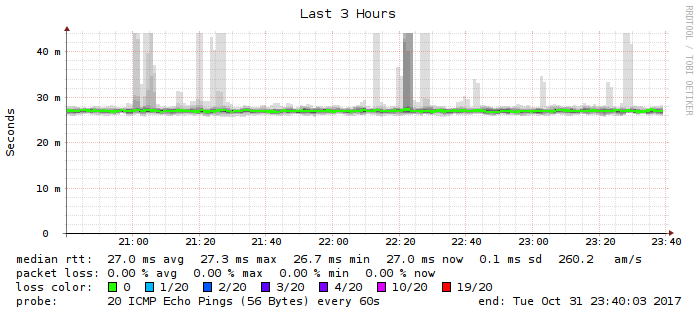 Last 3 Hours
RRDTOOL / TOBI OETIKER
Seconds
40 m
30 m
20 m
10 m
0
21:00 21:20 21:40 22:00 22:20 22:40 23:00 23:20 23:40
median rtt: 27.0 ms avg 27.3 ms max 26.7 ms min 27.0 ms now 0.1 ms sd 260.2 am/s
packet loss: 0.00 % avg 0.00 % max 0.00 % min 0.00 % now
loss color: 0 1/20 2/20 3/20 4/20 10/20 19/20
probe: 20 ICMP Echo Pings (56 Bytes) every 60s end: Tue Oct 31 23:40:03 2017